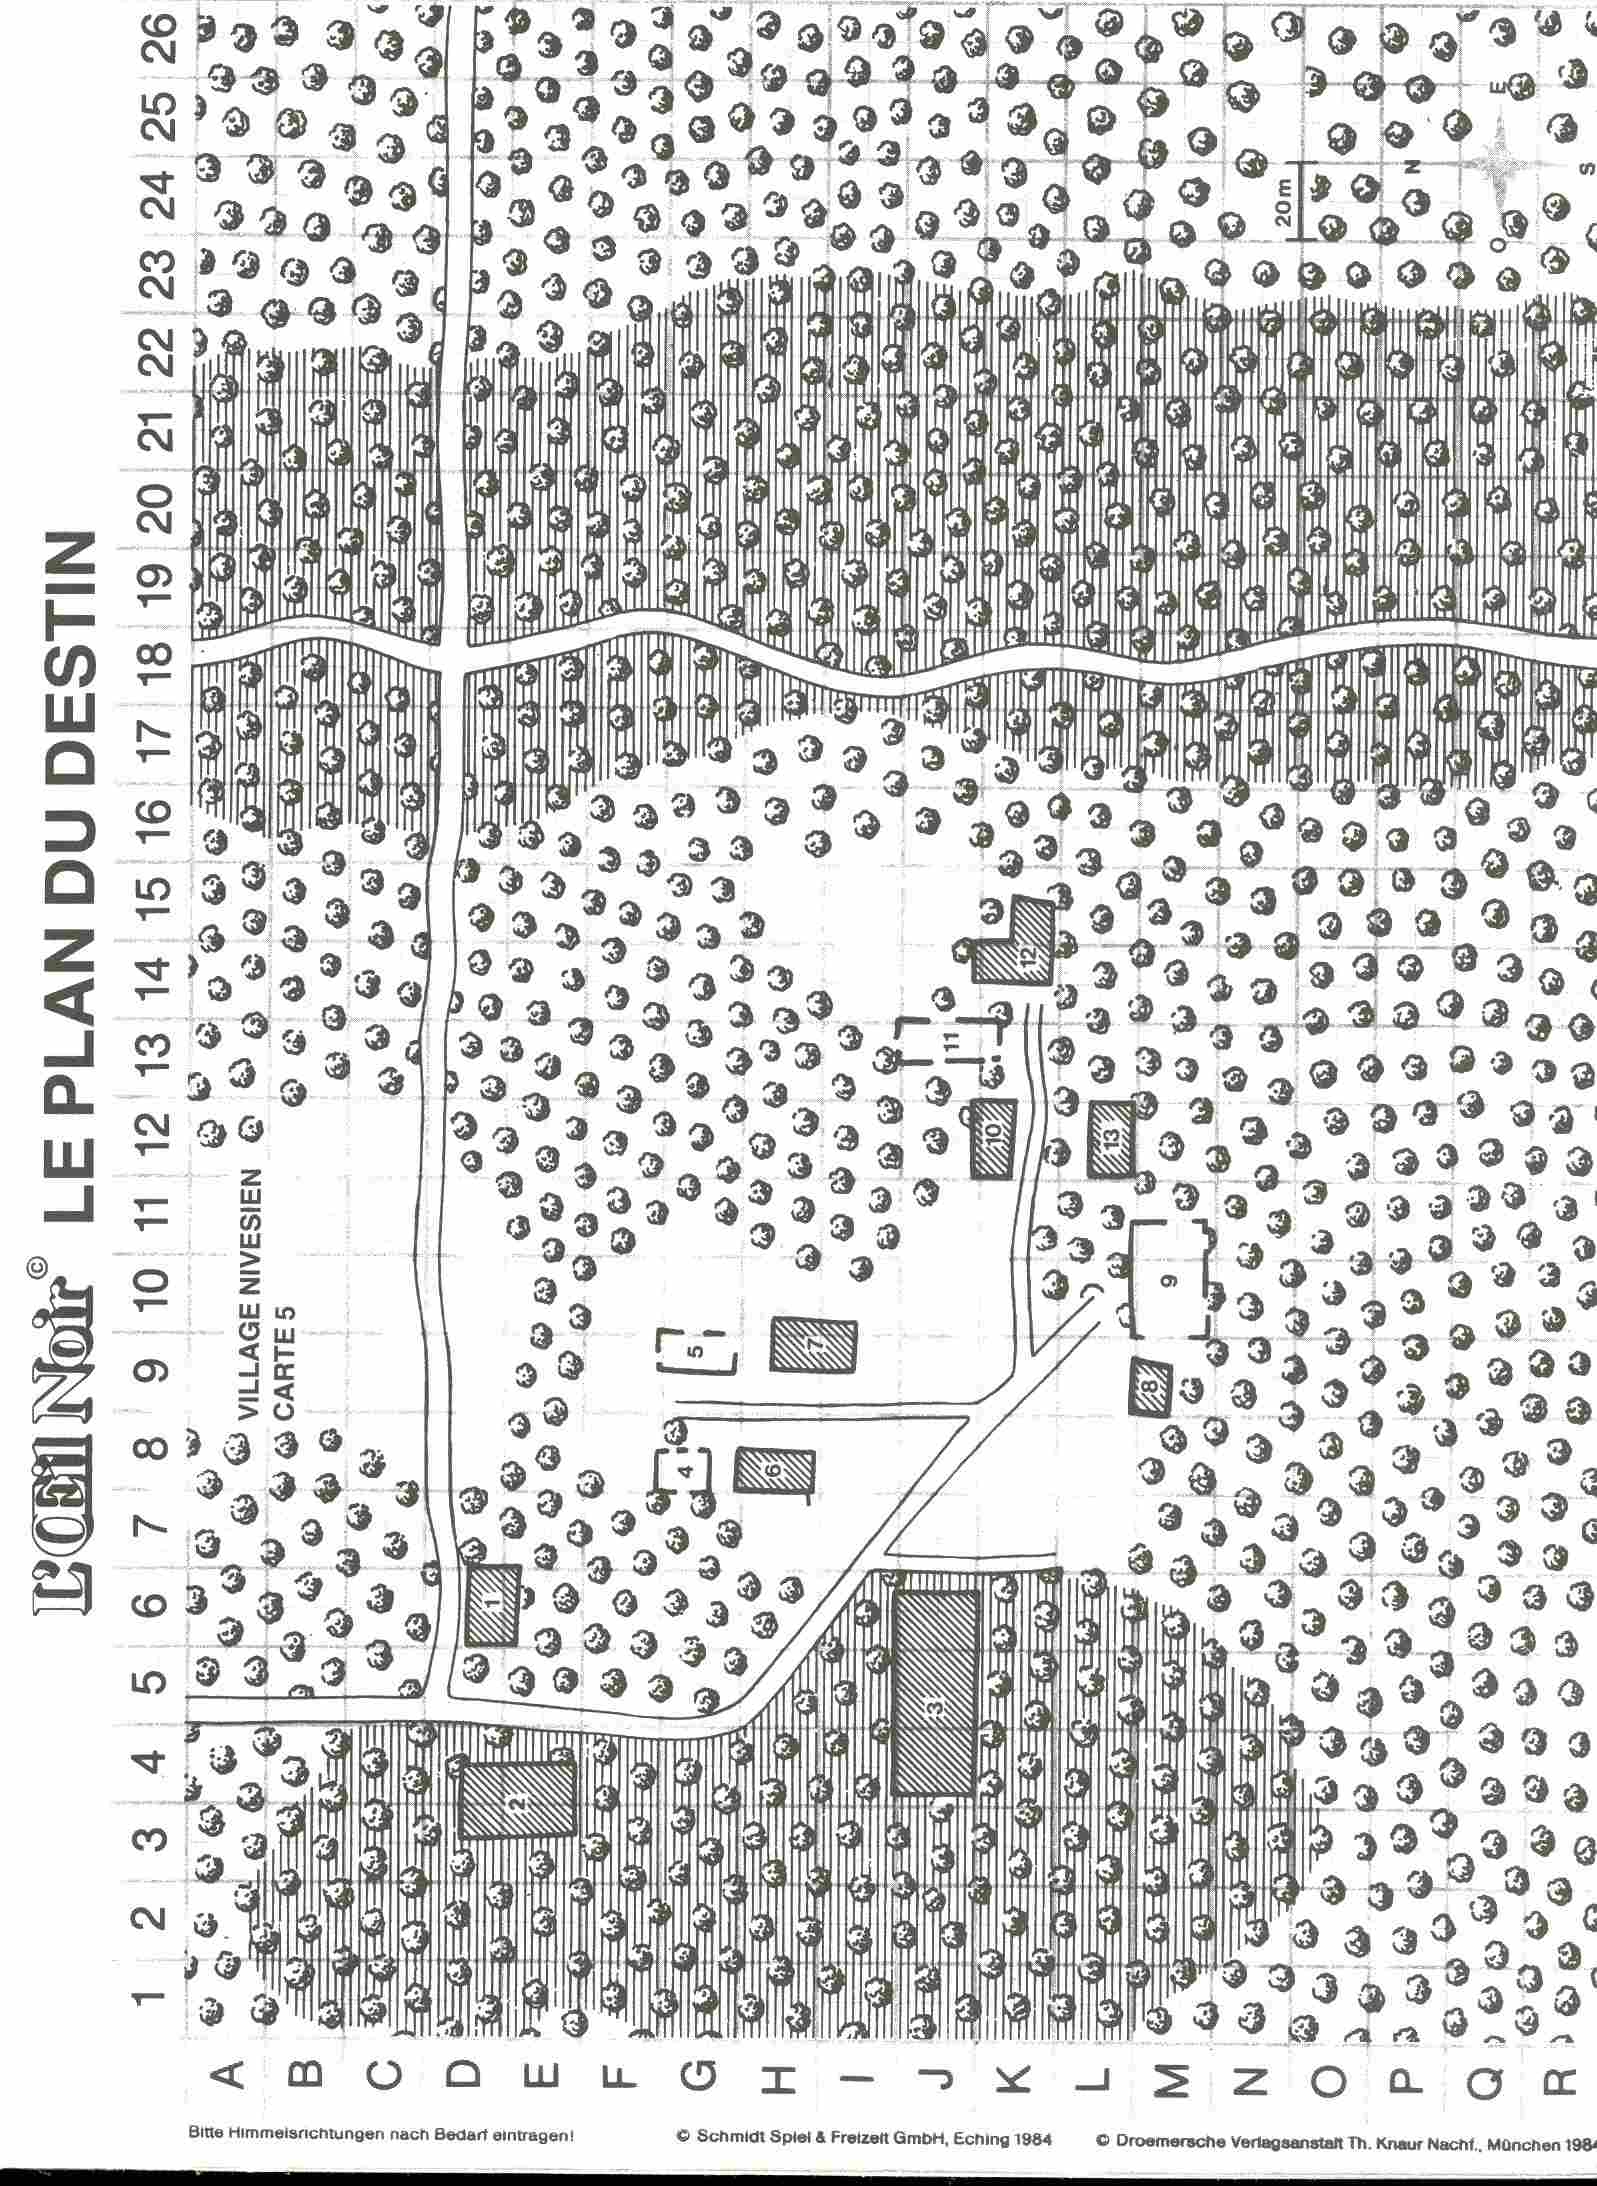 L'Œil Noir © LE PLAN DU DESTIN
VILLAGE NIVESIEN
CARTE 5
1 2 3 4 5 6 7 8 9 10 11 12 13 14 15 16 17 18 19 20 21 22 23 24 25 26
A
B
C
D
E
F
G
H
I
J
K
L
M
N
O
P
Q
R
1
2
3
4
5
6
7
8
9
10
11
12
13
20m
N
E
S
O
Bitte Himmelsrichtungen nach Bedarf eintragen!
© Schmidt Spiel & Freizeit GmbH, Eching 1984
© Droemersche Verlagsanstalt Th. Knaur Nachf., München 1984